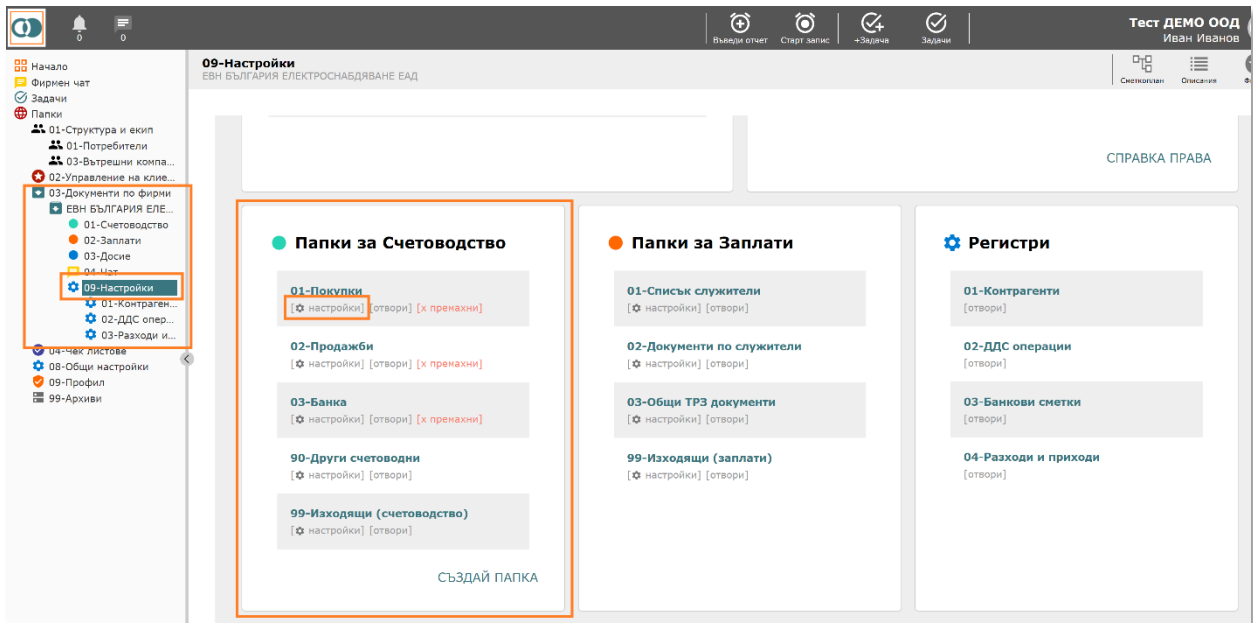 0
0
Въведи отчет
Старт запис
+Задача
Задачи
Тест ДЕМО ООД
Иван Иванов
Начало
Фирмен чат
Задачи
Папки
01-Структура и екип
01-Потребители
03-Вътрешни компа...
02-Управление на клие...
03-Документи по фирми
ЕВН БЪЛГАРИЯ ЕЛЕ...
01-Счетоводство
02-Заплати
03-Досие
04-Чат
09-Настройки
01-Контраген...
02-ДДС опер...
03-Разходи и...
04-Чек листове
08-Общи настройки
09-Профил
99-Архиви
09-Настройки
ЕВН БЪЛГАРИЯ ЕЛЕКТРОСНАБДЯВАНЕ ЕАД
Сметкоплан
Описания
СПРАВКА ПРАВА
Папки за Счетоводство
01-Покупки
[настройки] [отвори] [x премахни]
02-Продажби
[настройки] [отвори] [x премахни]
03-Банка
[настройки] [отвори] [x премахни]
90-Други счетоводни
[настройки] [отвори]
99-Изходящи (счетоводство)
[настройки] [отвори]
СЪЗДАЙ ПАПКА
Папки за Заплати
01-Списък служители
[настройки] [отвори]
02-Документи по служители
[настройки] [отвори]
03-Общи ТРЗ документи
[настройки] [отвори]
99-Изходящи (заплати)
[настройки] [отвори]
Регистри
01-Контрагенти
[отвори]
02-ДДС операции
[отвори]
03-Банкови сметки
[отвори]
04-Разходи и приходи
[отвори]